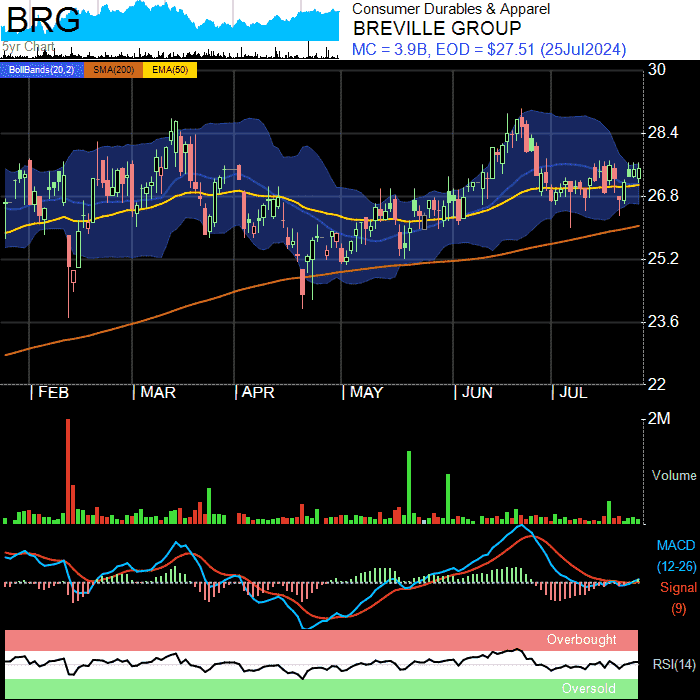 BRG
5yr Chart
Consumer Durables & Apparel
BREVILLE GROUP
MC = 3.9B, EOD = $27.51 (25Jul2024)
BollBands(20,2) SMA(200) EMA(50)
30
28.4
26.8
25.2
23.6
22
| FEB | MAR | APR | MAY | JUN | JUL
2M
Volume
MACD
(12-26)
Signal
(9)
Overbought
RSI(14)
Oversold